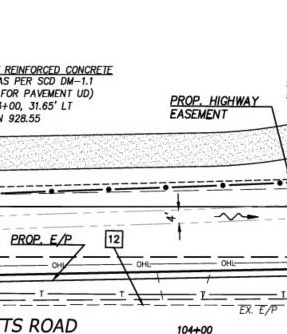 REINFORCED CONCRETE
AS PER SCD DM-1.1
FOR PAVEMENT UD)
+00, 31.65' LT
N 928.55
PROP. HIGHWAY
EASEMENT
4'
PROP. E/P
12
OHL
OHL
OHL
T
T
T
T
EX. E/P
TS ROAD
104+00